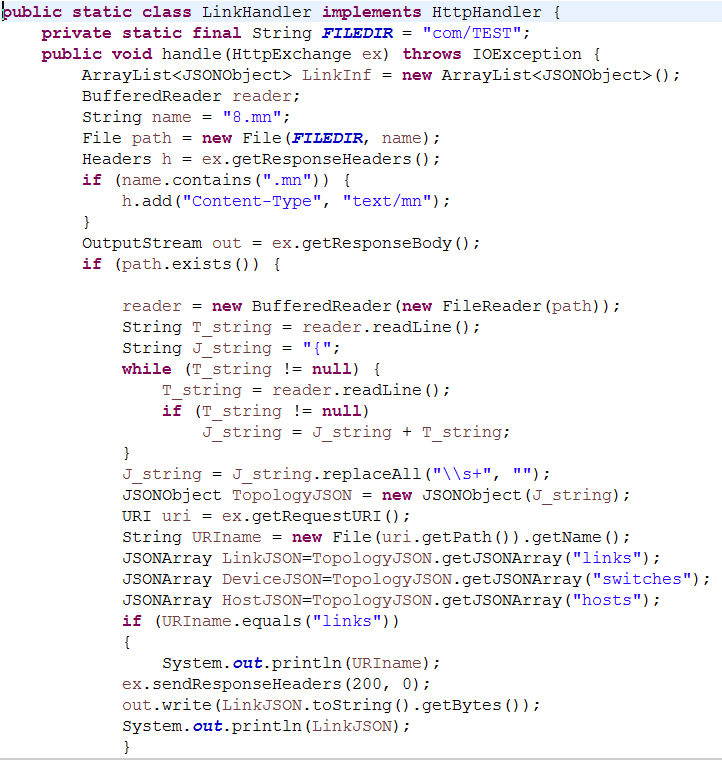 public static class LinkHandler implements HttpHandler {
    private static final String FILEDIR = "com/TEST";
    public void handle(HttpExchange ex) throws IOException {
        ArrayList<JSONObject> LinkInf = new ArrayList<JSONObject>();
        BufferedReader reader;
        String name = "8.mn";
        File path = new File(FILEDIR, name);
        Headers h = ex.getResponseHeaders();
        if (name.contains(".mn")) {
            h.add("Content-Type", "text/mn");
        }
        OutputStream out = ex.getResponseBody();
        if (path.exists()) {

            reader = new BufferedReader(new FileReader(path));
            String T_string = reader.readLine();
            String J_string = "{";
            while (T_string != null) {
                T_string = reader.readLine();
                if (T_string != null)
                    J_string = J_string + T_string;
            }
            J_string = J_string.replaceAll("\\s+", "");
            JSONObject TopologyJSON = new JSONObject(J_string);
            URI uri = ex.getRequestURI();
            String URIname = new File(uri.getPath()).getName();
            JSONArray LinkJSON=TopologyJSON.getJSONArray("links");
            JSONArray DeviceJSON=TopologyJSON.getJSONArray("switches");
            JSONArray HostJSON=TopologyJSON.getJSONArray("hosts");
            if (URIname.equals("links"))
            {
                System.out.println(URIname);
            ex.sendResponseHeaders(200, 0);
            out.write(LinkJSON.toString().getBytes());
            System.out.println(LinkJSON);
            }